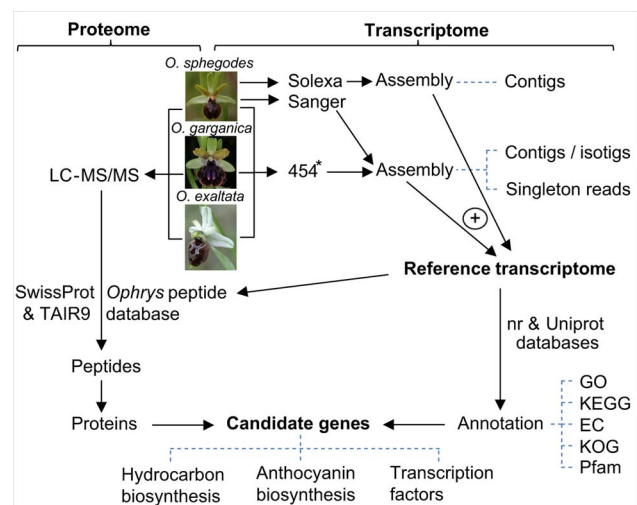 Proteome
Transcriptome
O. sphegodes
Solexa
Assembly
Contigs
Sanger
O. garganica
LC-MS/MS
454*
Assembly
Contigs / isotigs
Singleton reads
O. exaltata
+
Reference transcriptome
SwissProt
& TAIR9
Ophrys peptide
database
nr & Uniprot
databases
Peptides
Proteins
Candidate genes
Annotation
GO
KEGG
EC
KOG
Pfam
Hydrocarbon
biosynthesis
Anthocyanin
biosynthesis
Transcription
factors